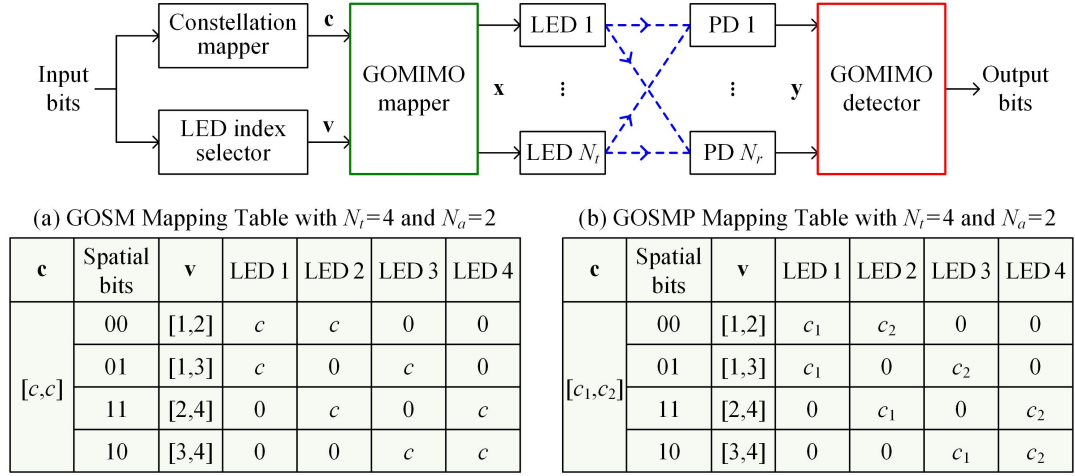 Input bits
Constellation mapper
LED index selector
c
v
GOMIMO mapper
x
LED 1
⋮
LED Nt
PD 1
⋮
PD Nr
y
GOMIMO detector
Output bits
(a) GOSM Mapping Table with Nt=4 and Na=2
c Spatial bits v LED 1 LED 2 LED 3 LED 4
[c,c]
00 [1,2] c c 0 0
01 [1,3] c 0 c 0
11 [2,4] 0 c 0 c
10 [3,4] 0 0 c c
(b) GOSMP Mapping Table with Nt=4 and Na=2
c Spatial bits v LED 1 LED 2 LED 3 LED 4
[c1,c2]
00 [1,2] c1 c2 0 0
01 [1,3] c1 0 c2 0
11 [2,4] 0 c1 0 c2
10 [3,4] 0 0 c1 c2